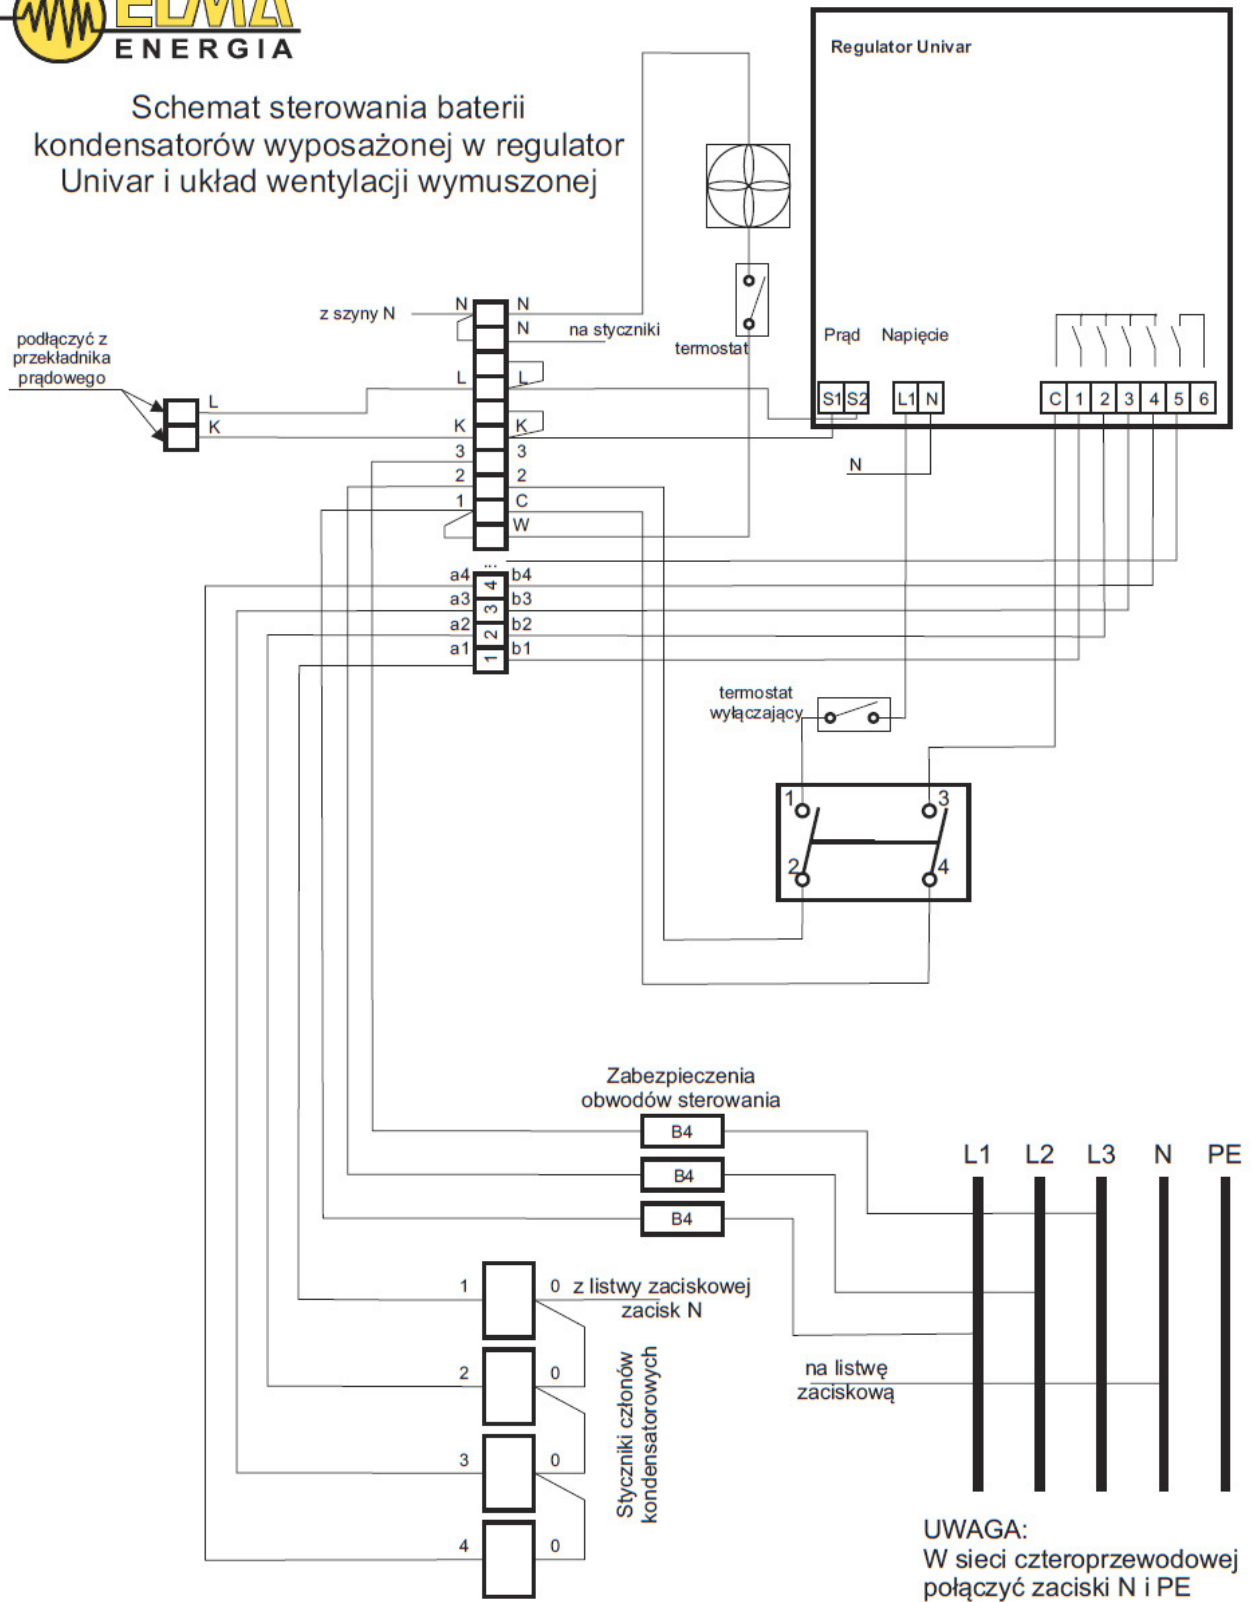 ELMA
ENERGIA
Schemat sterowania baterii
kondensatorów wyposażonej w regulator
Univar i układ wentylacji wymuszonej
Regulator Univar
Prąd Napięcie
S1 S2 L1 N C 1 2 3 4 5 6
N
termostat
z szyny N
N N
N na styczniki
podłączyć z
przekładnika
prądowego
L
K
L L
K K
3 3
2 2
1 C
W
...
a4 4 b4
a3 3 b3
a2 2 b2
a1 1 b1
termostat
wyłączający
1 3
2 4
Zabezpieczenia
obwodów sterowania
B4
B4
B4
L1 L2 L3 N PE
1 0 z listwy zaciskowej
zacisk N
2 0
3 0
4 0
Styczniki członów
kondensatorowych
na listwę
zaciskową
UWAGA:
W sieci czteroprzewodowej
połączyć zaciski N i PE